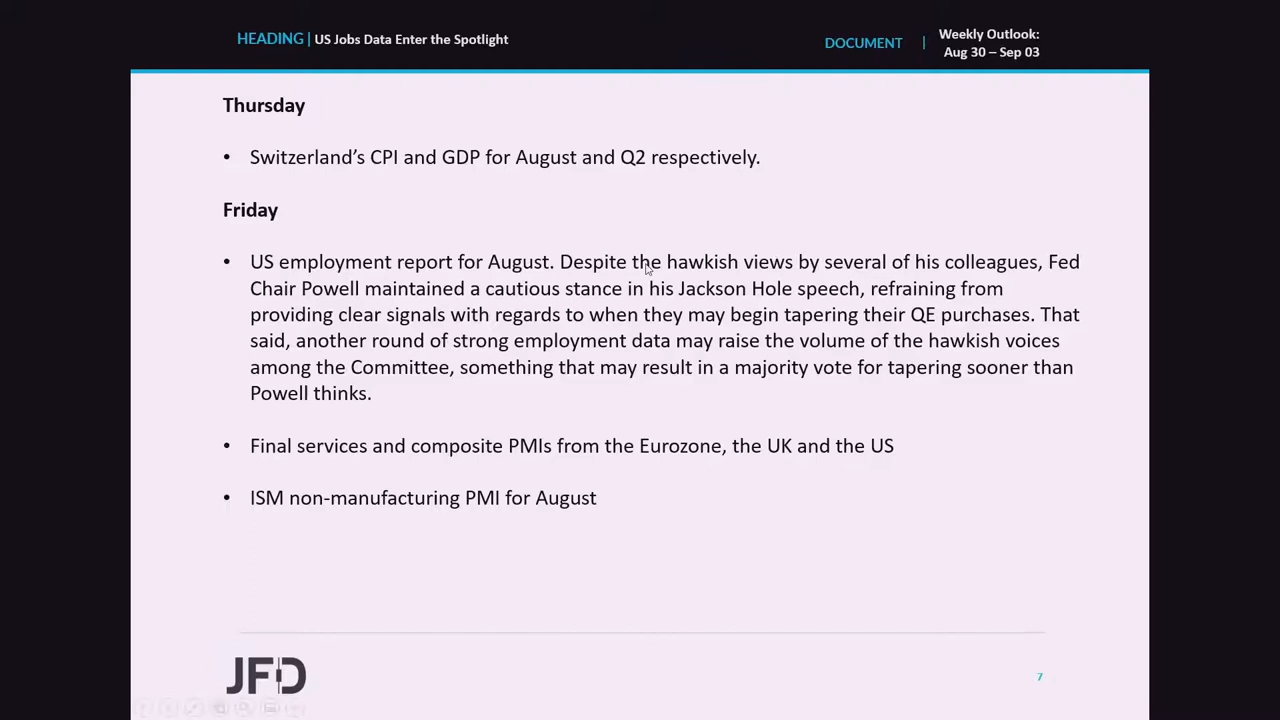 HEADING | US Jobs Data Enter the Spotlight
DOCUMENT | Weekly Outlook:
Aug 30 – Sep 03
Thursday
• Switzerland’s CPI and GDP for August and Q2 respectively.
Friday
• US employment report for August. Despite the hawkish views by several of his colleagues, Fed
Chair Powell maintained a cautious stance in his Jackson Hole speech, refraining from
providing clear signals with regards to when they may begin tapering their QE purchases. That
said, another round of strong employment data may raise the volume of the hawkish voices
among the Committee, something that may result in a majority vote for tapering sooner than
Powell thinks.
• Final services and composite PMIs from the Eurozone, the UK and the US
• ISM non-manufacturing PMI for August
JFD
7